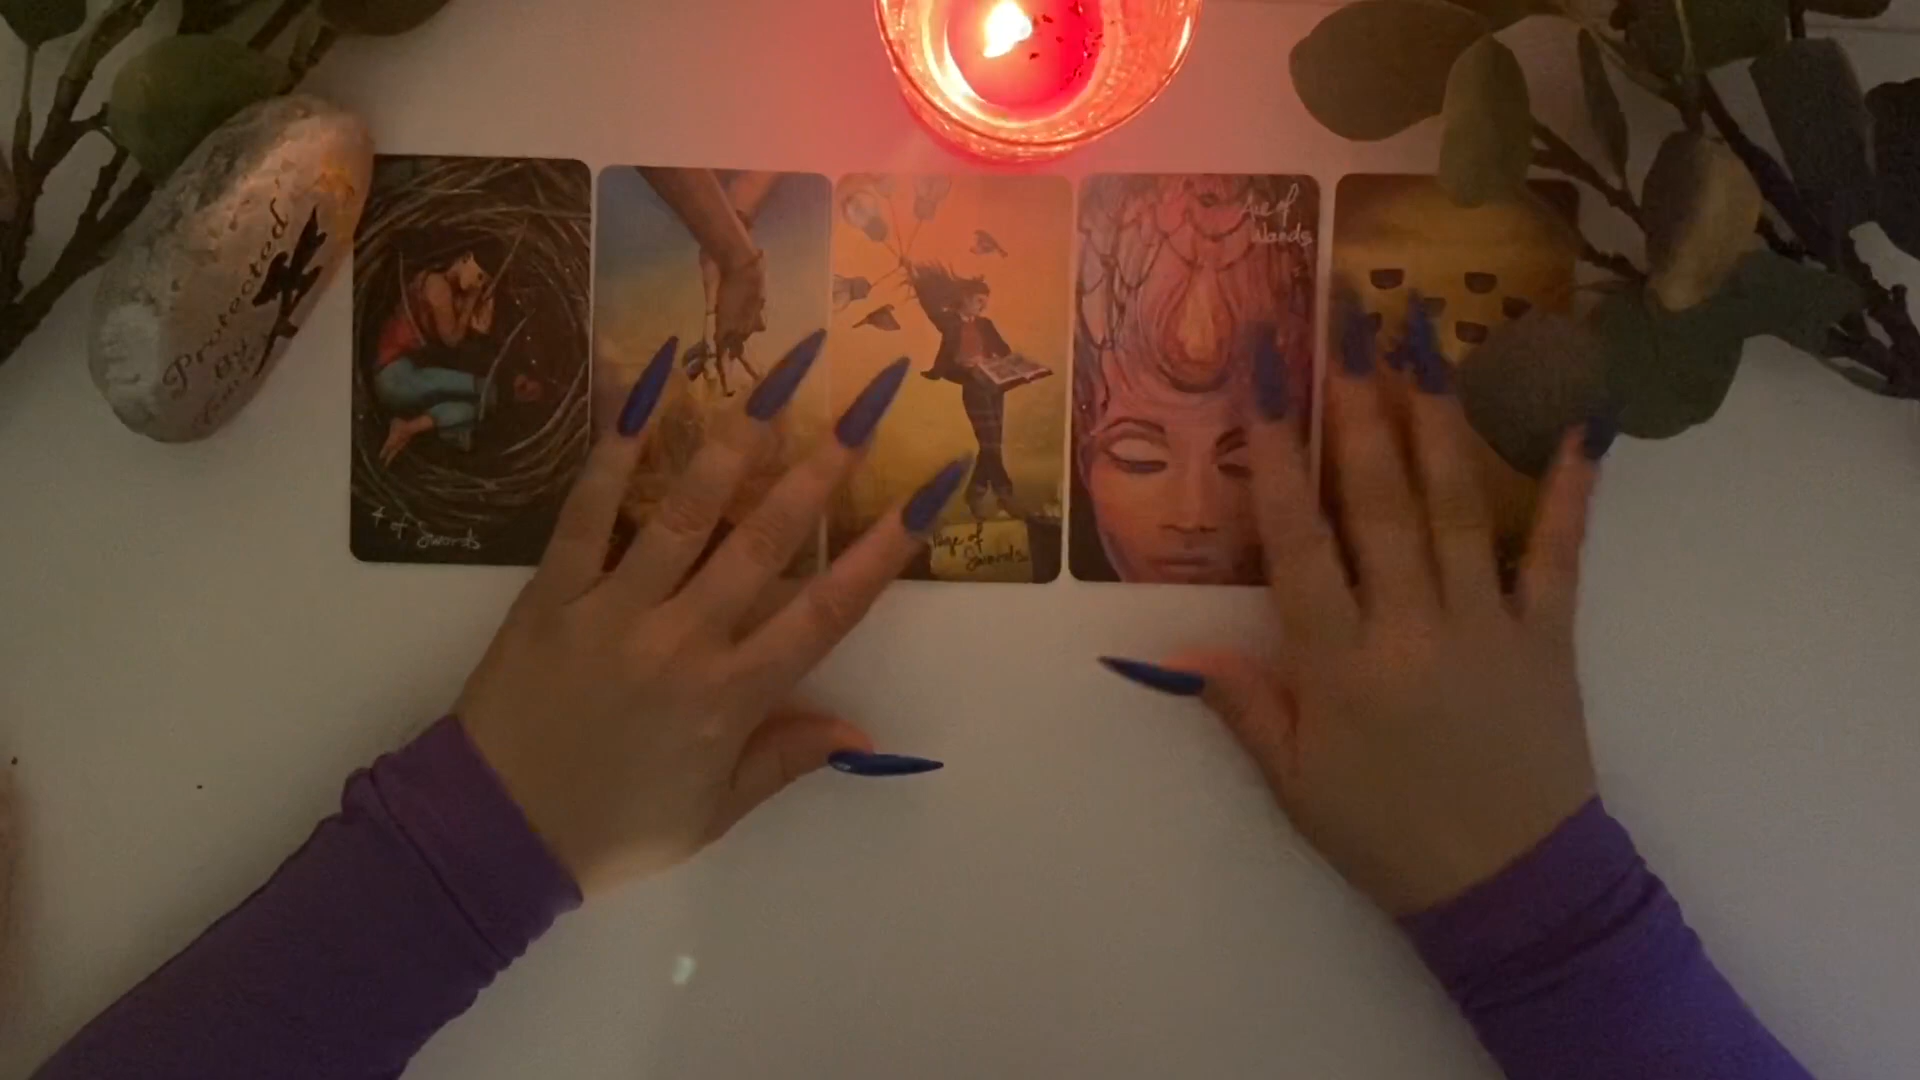 Protected
By
4 of Swords
Page of
Swords
Ace of
Wands